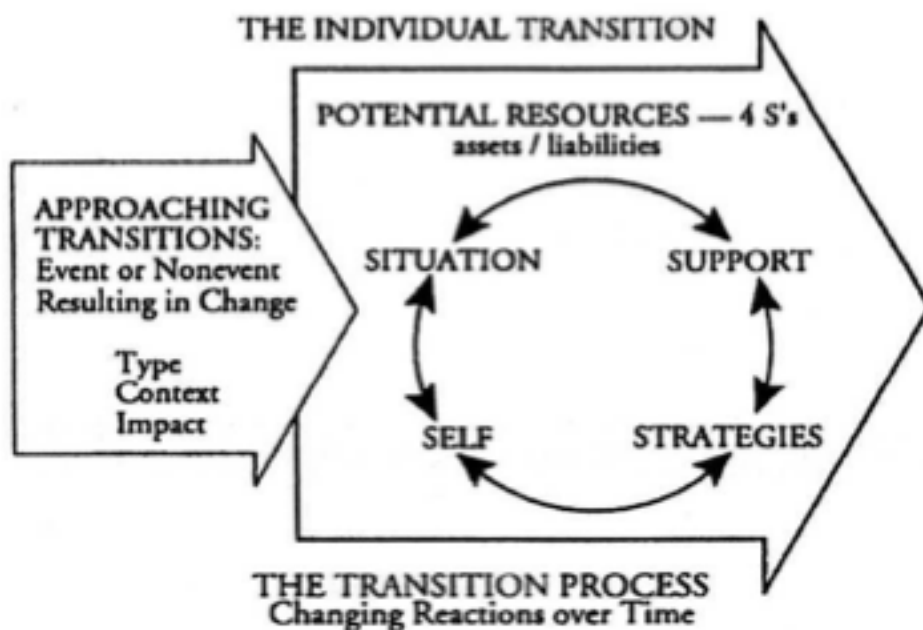 THE INDIVIDUAL TRANSITION
POTENTIAL RESOURCES — 4 S's
assets / liabilities
APPROACHING
TRANSITIONS:
Event or Nonevent
Resulting in Change
Type
Context
Impact
SITUATION
SUPPORT
SELF
STRATEGIES
THE TRANSITION PROCESS
Changing Reactions over Time